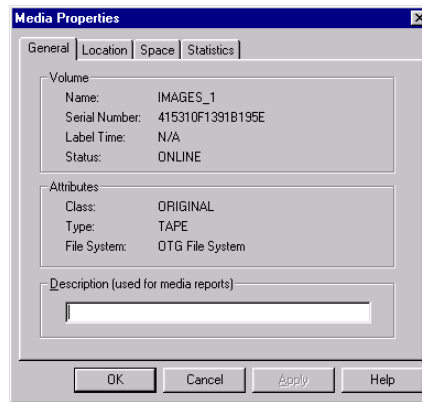 Media Properties
General Location Space Statistics
Volume
Name: IMAGES_1
Serial Number: 415310F1391B195E
Label Time: N/A
Status: ONLINE
Attributes
Class: ORIGINAL
Type: TAPE
File System: OTG File System
Description (used for media reports)
OK Cancel Apply Help